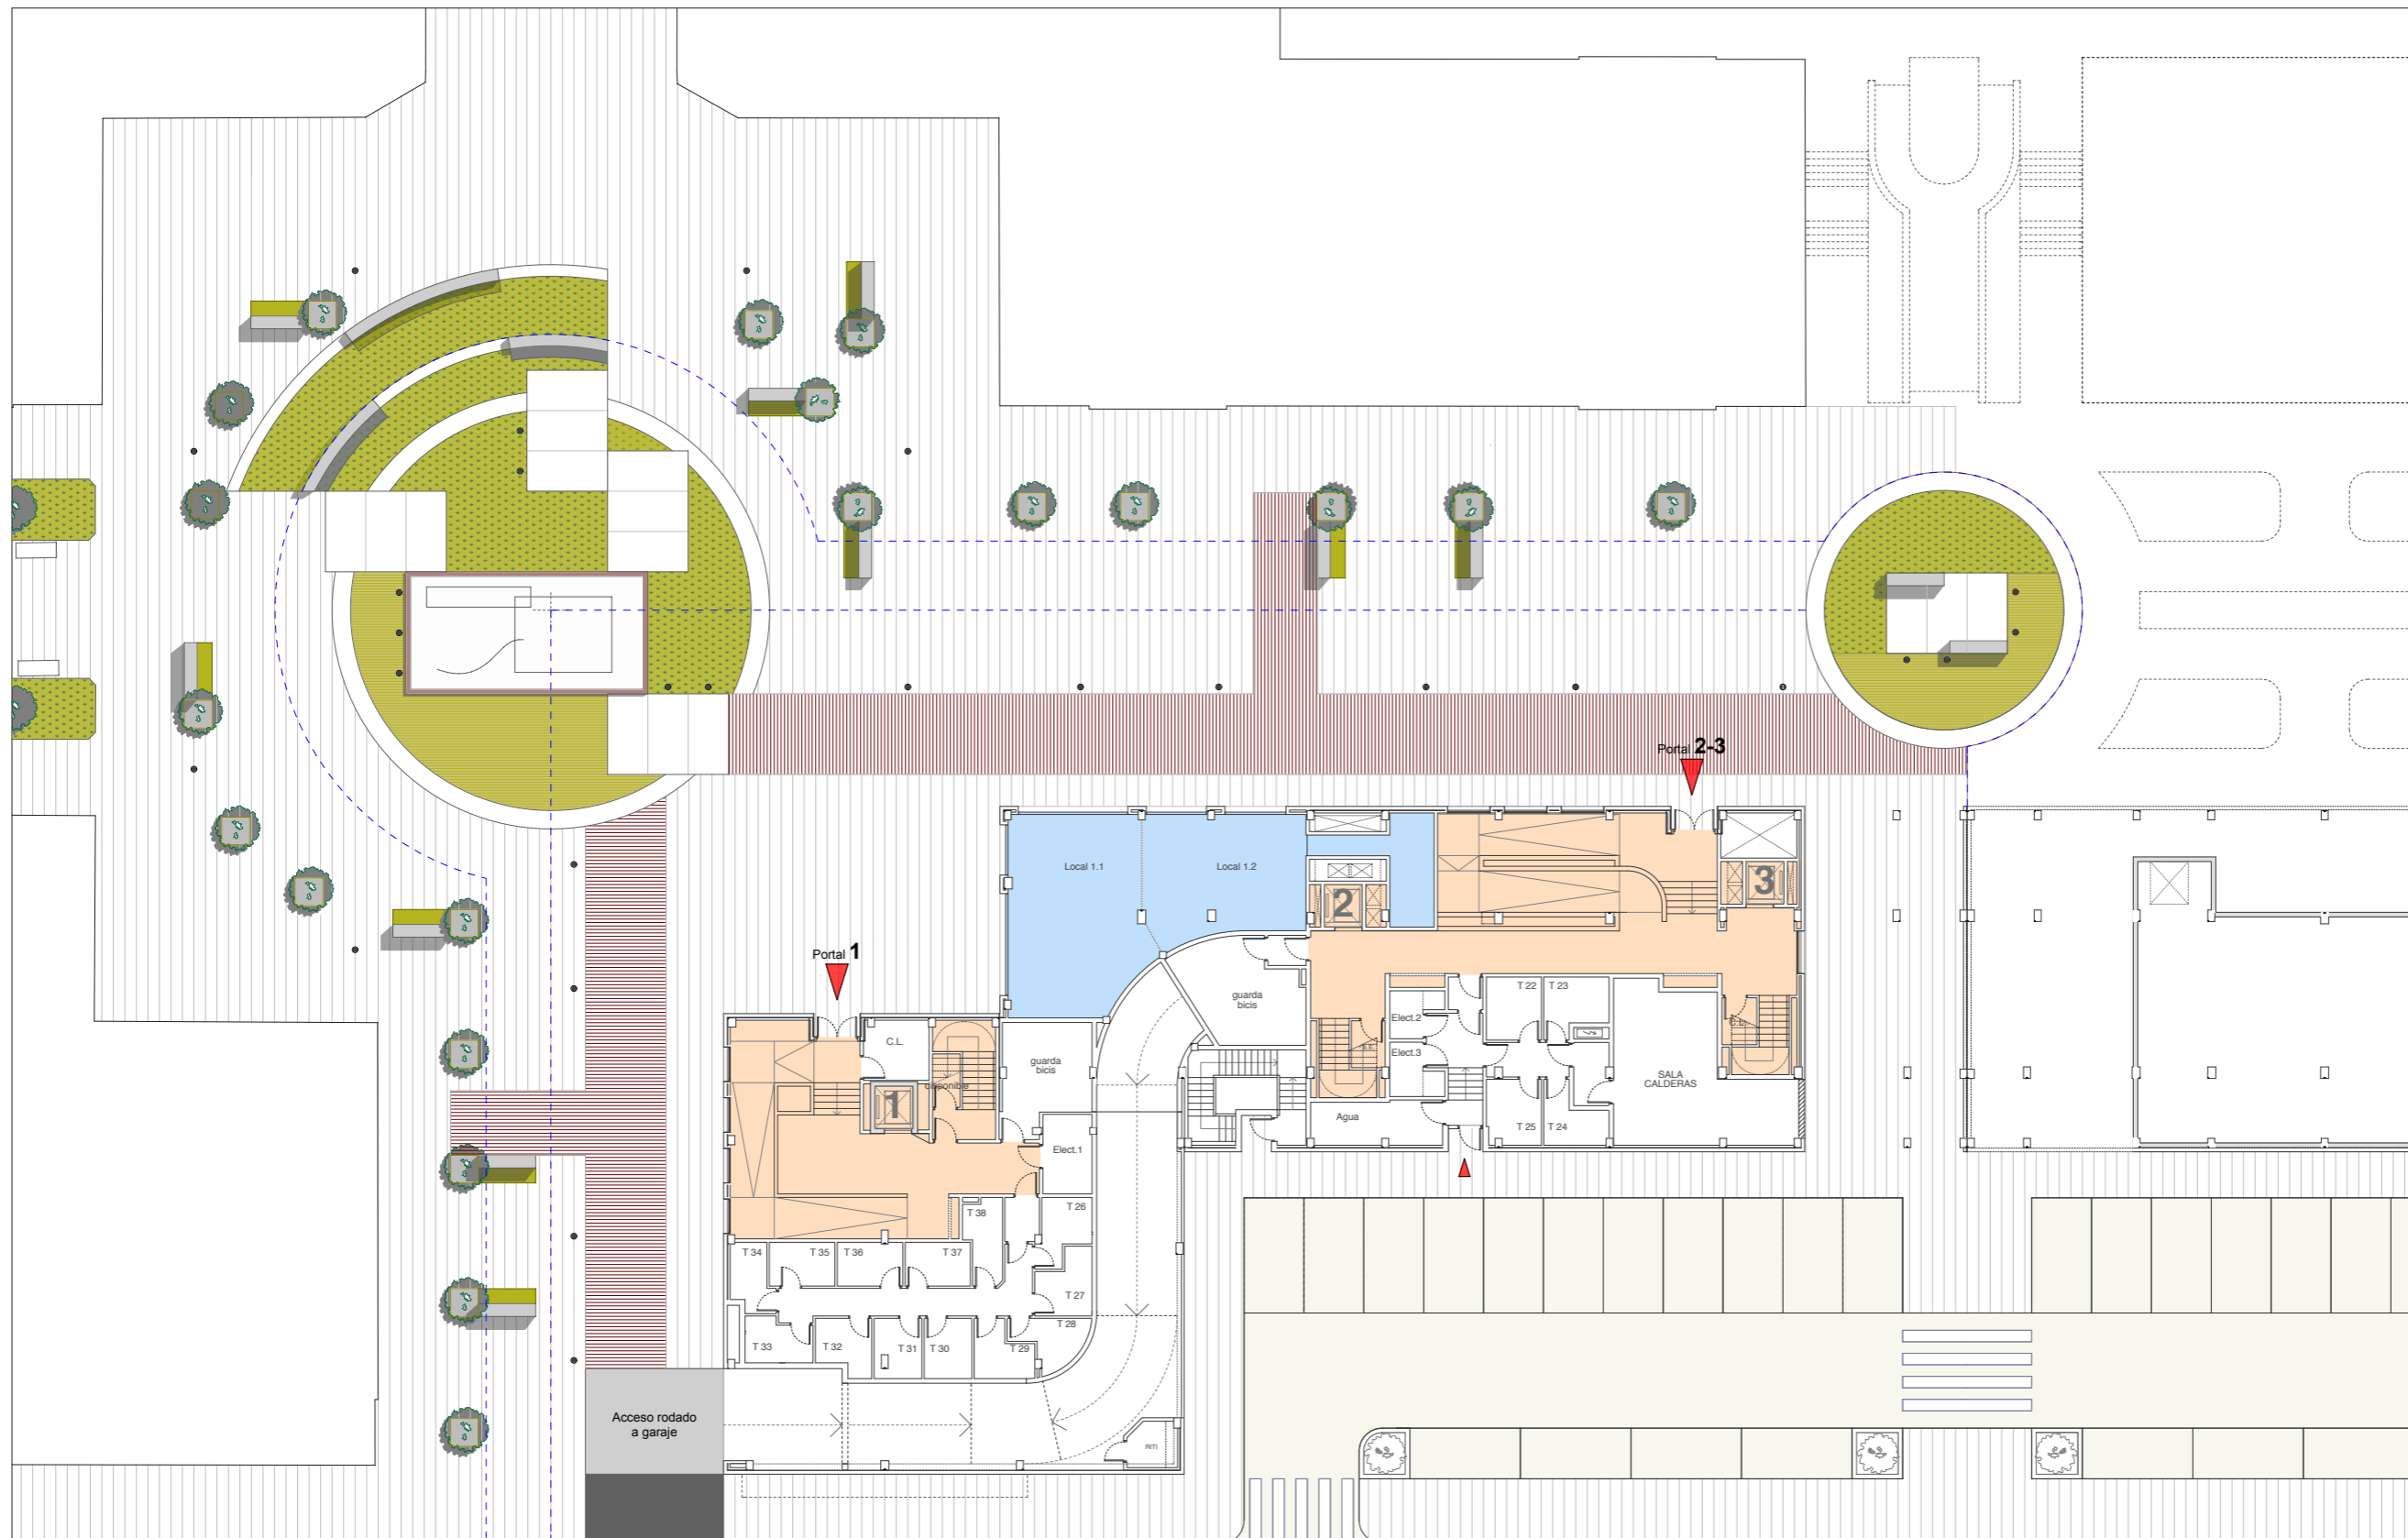 Portal 2-3
Local 1.1
Local 1.2
2
3
Portal 1
guarda
bicis
T 22
T 23
Elect.2
C.L.
C.L.
guarda
bicis
Elect.3
SALA
CALDERAS
disponible
1
Agua
T 25
T 24
Elect.1
T 38
T 26
T 34
T 35
T 36
T 37
T 27
T 28
T 33
T 32
T 31
T 30
T 29
Acceso rodado
a garaje
RITI